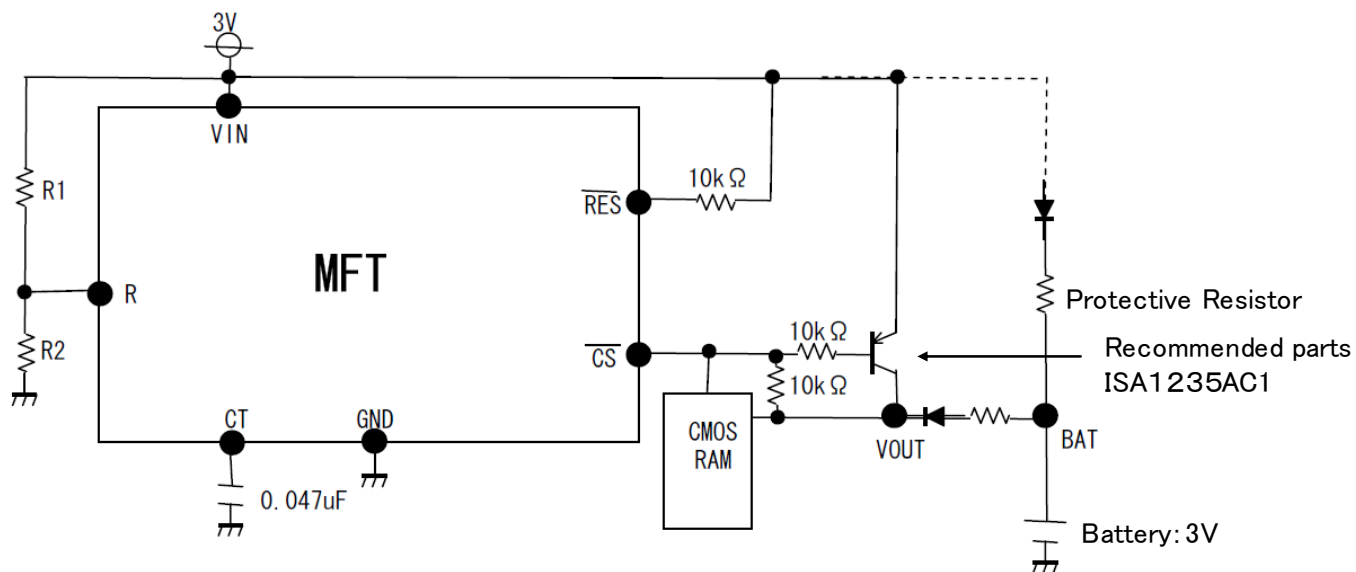 3V
VIN
R1
10kΩ
RES
MFT
R
Protective Resistor
R2
10kΩ
CS
Recommended parts
ISA1235AC1
10kΩ
CT
GND
CMOS
RAM
VOUT
BAT
0.047uF
Battery:3V